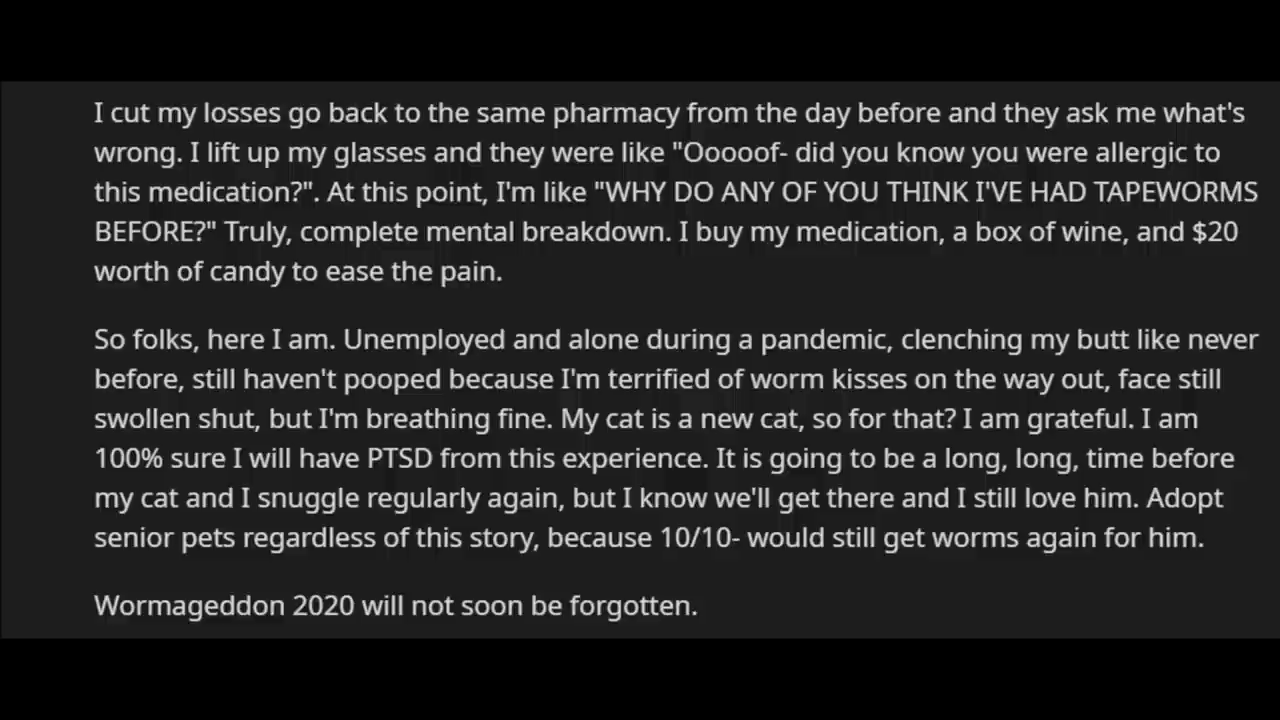 I cut my losses go back to the same pharmacy from the day before and they ask me what's
wrong. I lift up my glasses and they were like "Ooooof- did you know you were allergic to
this medication?". At this point, I'm like "WHY DO ANY OF YOU THINK I'VE HAD TAPEWORMS
BEFORE?" Truly, complete mental breakdown. I buy my medication, a box of wine, and $20
worth of candy to ease the pain.
So folks, here I am. Unemployed and alone during a pandemic, clenching my butt like never
before, still haven't pooped because I'm terrified of worm kisses on the way out, face still
swollen shut, but I'm breathing fine. My cat is a new cat, so for that? I am grateful. I am
100% sure I will have PTSD from this experience. It is going to be a long, long, time before
my cat and I snuggle regularly again, but I know we'll get there and I still love him. Adopt
senior pets regardless of this story, because 10/10- would still get worms again for him.
Wormageddon 2020 will not soon be forgotten.